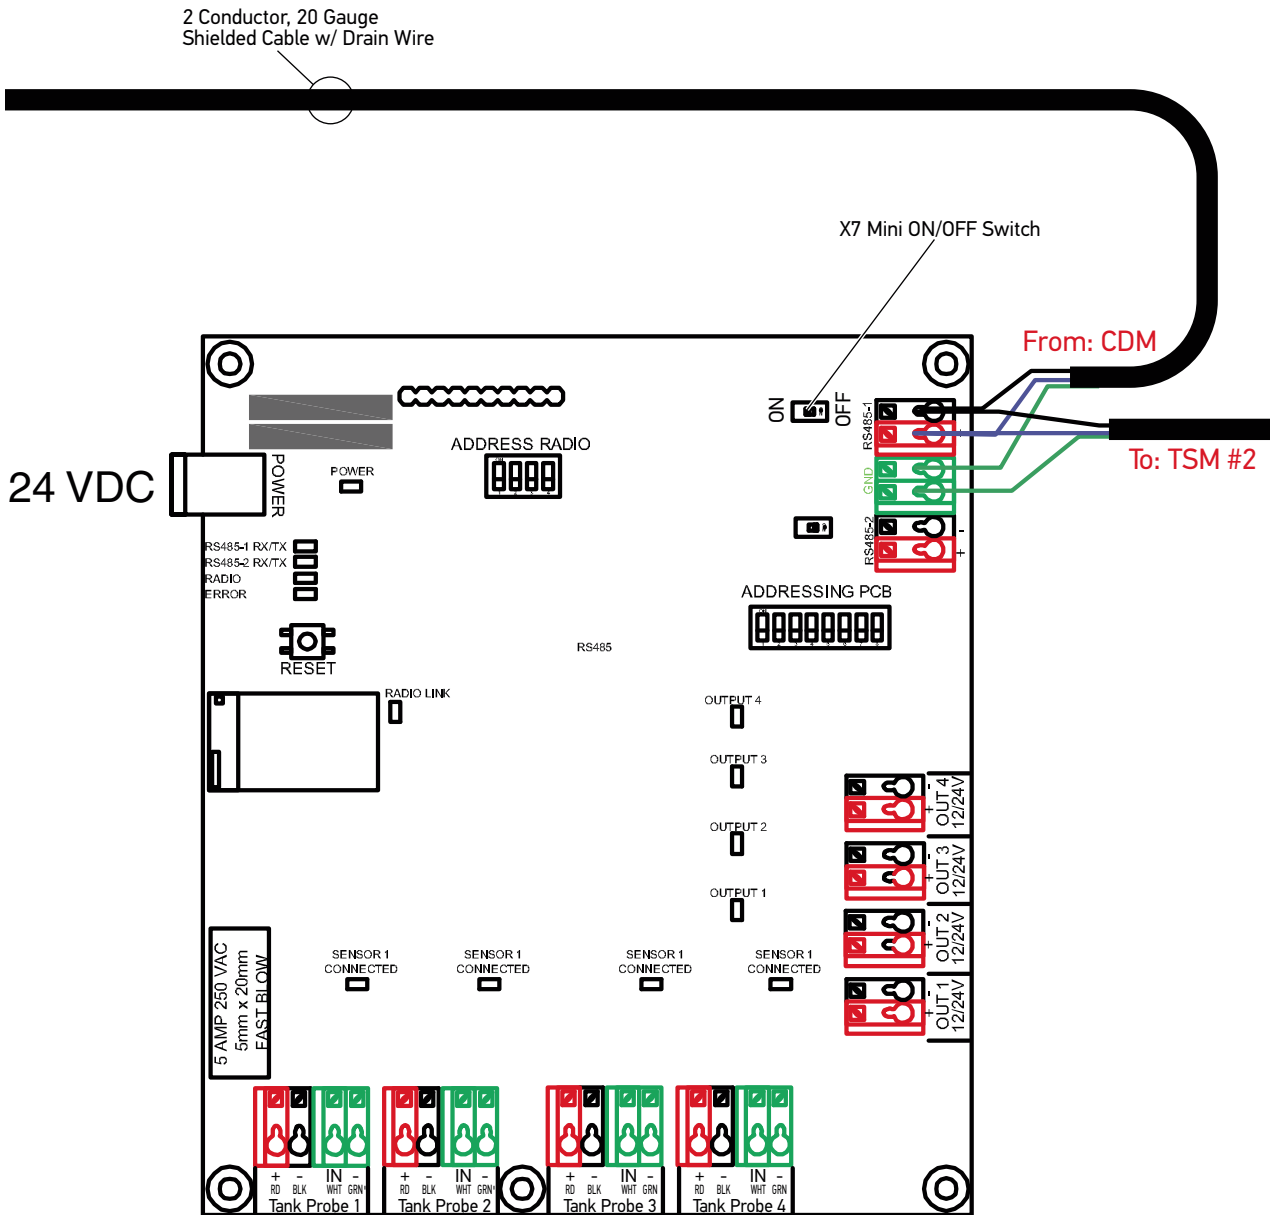 2 Conductor, 20 Gauge
Shielded Cable w/ Drain Wire
X7 Mini ON/OFF Switch
From: CDM
To: TSM #2
24 VDC
POWER
POWER
ADDRESS RADIO
ON
OFF
RS485-1
+
GND
RS485-2
-
+
RS485-1 RX/TX
RS485-2 RX/TX
RADIO
ERROR
RESET
RS485
ADDRESSING PCB
RADIO LINK
OUTPUT 4
OUTPUT 3
OUTPUT 2
OUTPUT 1
- +
OUT 4
12/24V
- +
OUT 3
12/24V
- +
OUT 2
12/24V
- +
OUT 1
12/24V
SENSOR 1
CONNECTED
SENSOR 1
CONNECTED
SENSOR 1
CONNECTED
SENSOR 1
CONNECTED
5 AMP 250 VAC
5mm x 20mm
FAST BLOW
+ - IN -
RD BLK WHT GRN'
Tank Probe 1
+ - IN -
RD BLK WHT GRN'
Tank Probe 2
+ - IN -
RD BLK WHT GRN
Tank Probe 3
+ - IN -
RD BLK WHT GRN
Tank Probe 4